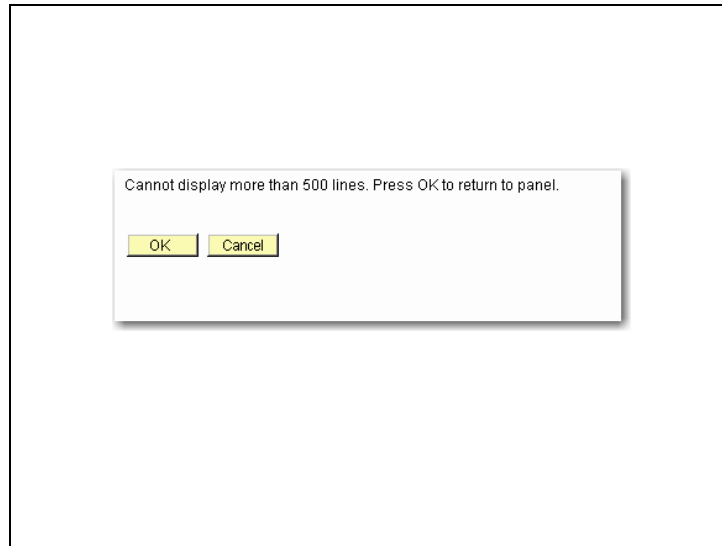 Cannot display more than 500 lines. Press OK to return to panel.
OK
Cancel